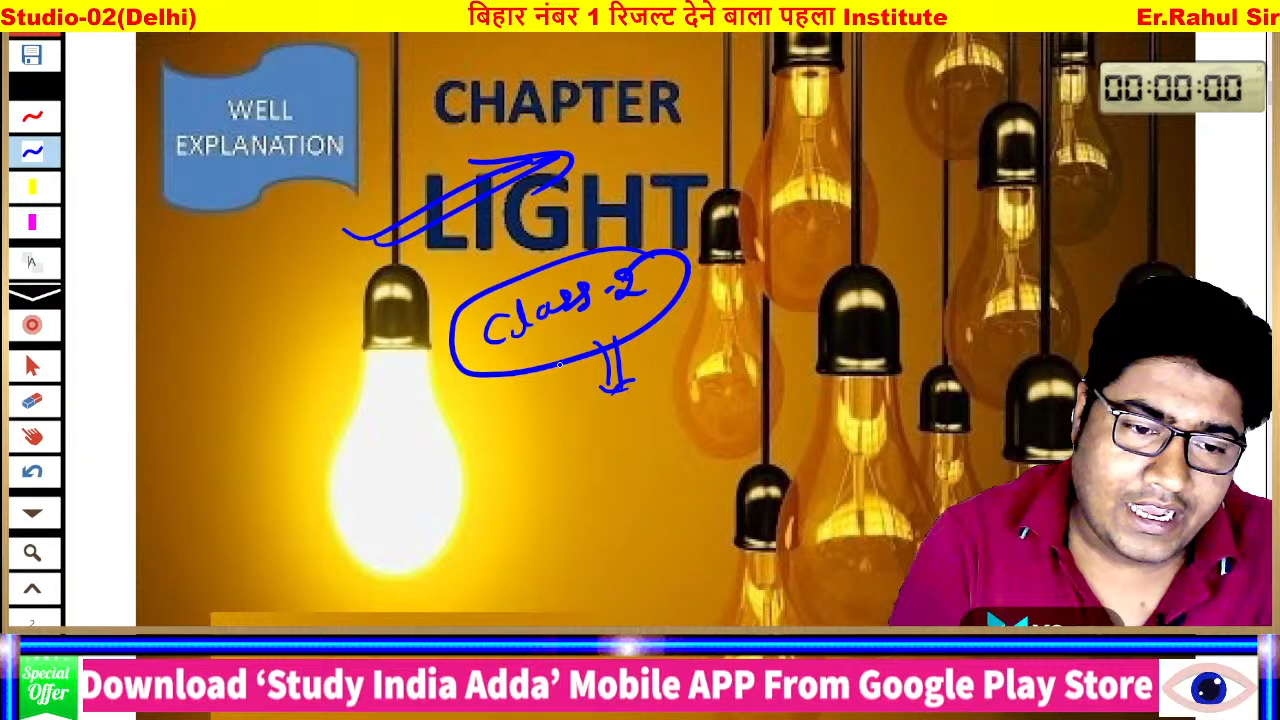 Studio-02(Delhi)
बिहार नंबर 1 रिजल्ट देने बाला पहला Institute
Er.Rahul Sir
WELL
EXPLANATION
CHAPTER
LIGHT
00:00:00
Class-2
Special
Offer
Download ‘Study India Adda’ Mobile APP From Google Play Store